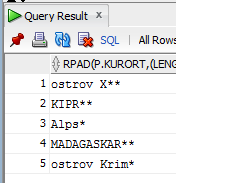 Query Result ×
SQL | All Rows
RPAD(P.KURORT,(LENG
1 ostrov X**
2 KIPR**
3 Alps*
4 MADAGASKAR**
5 ostrov Krim*